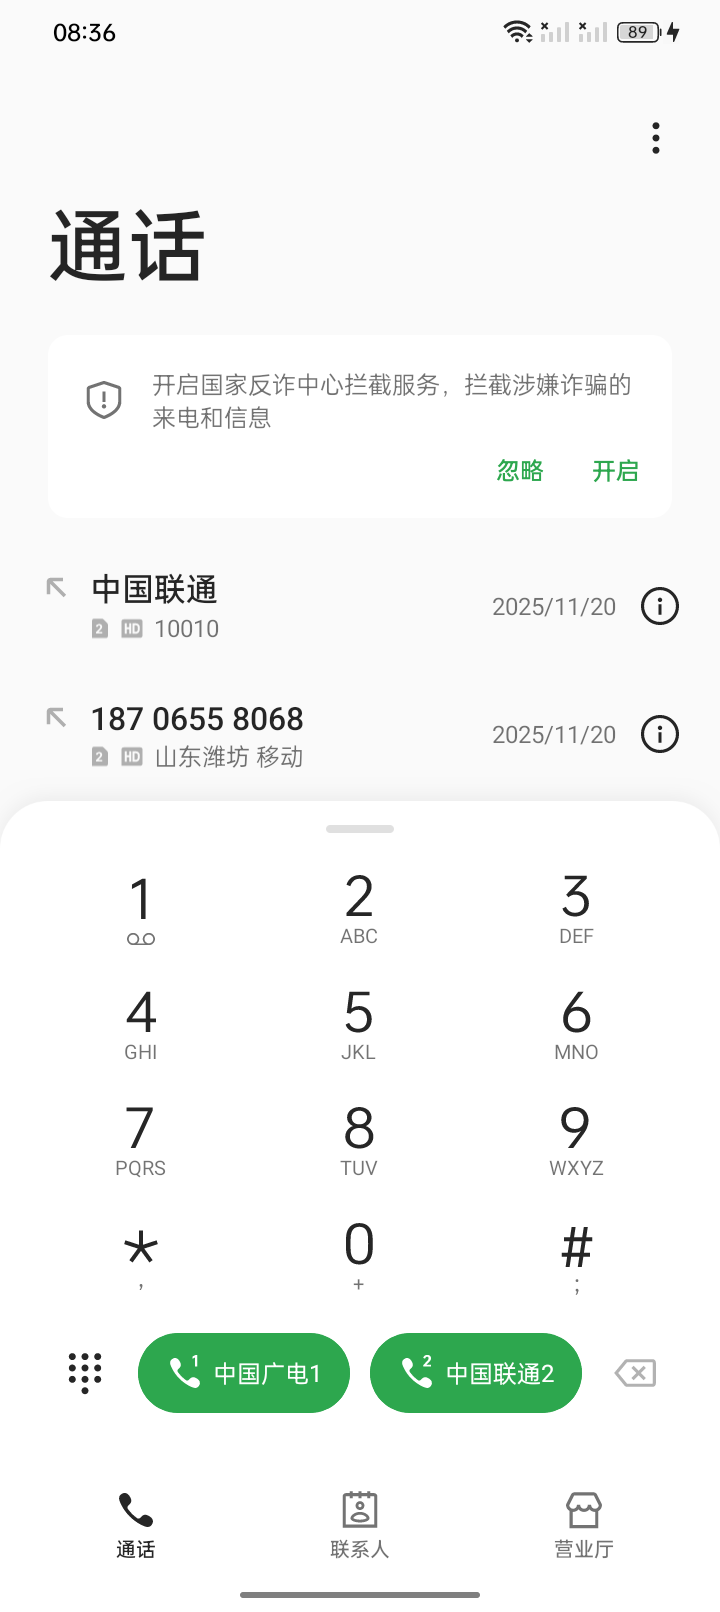 08:36
89
通话
开启国家反诈中心拦截服务，拦截涉嫌诈骗的
来电和信息
忽略 开启
中国联通
2 HD 10010
2025/11/20
187 0655 8068
2 HD 山东潍坊 移动
2025/11/20
1 2 3
ABC DEF
4 5 6
GHI JKL MNO
7 8 9
PQRS TUV WXYZ
* 0 #
, + ;
1 中国广电1 2 中国联通2
通话 联系人 营业厅